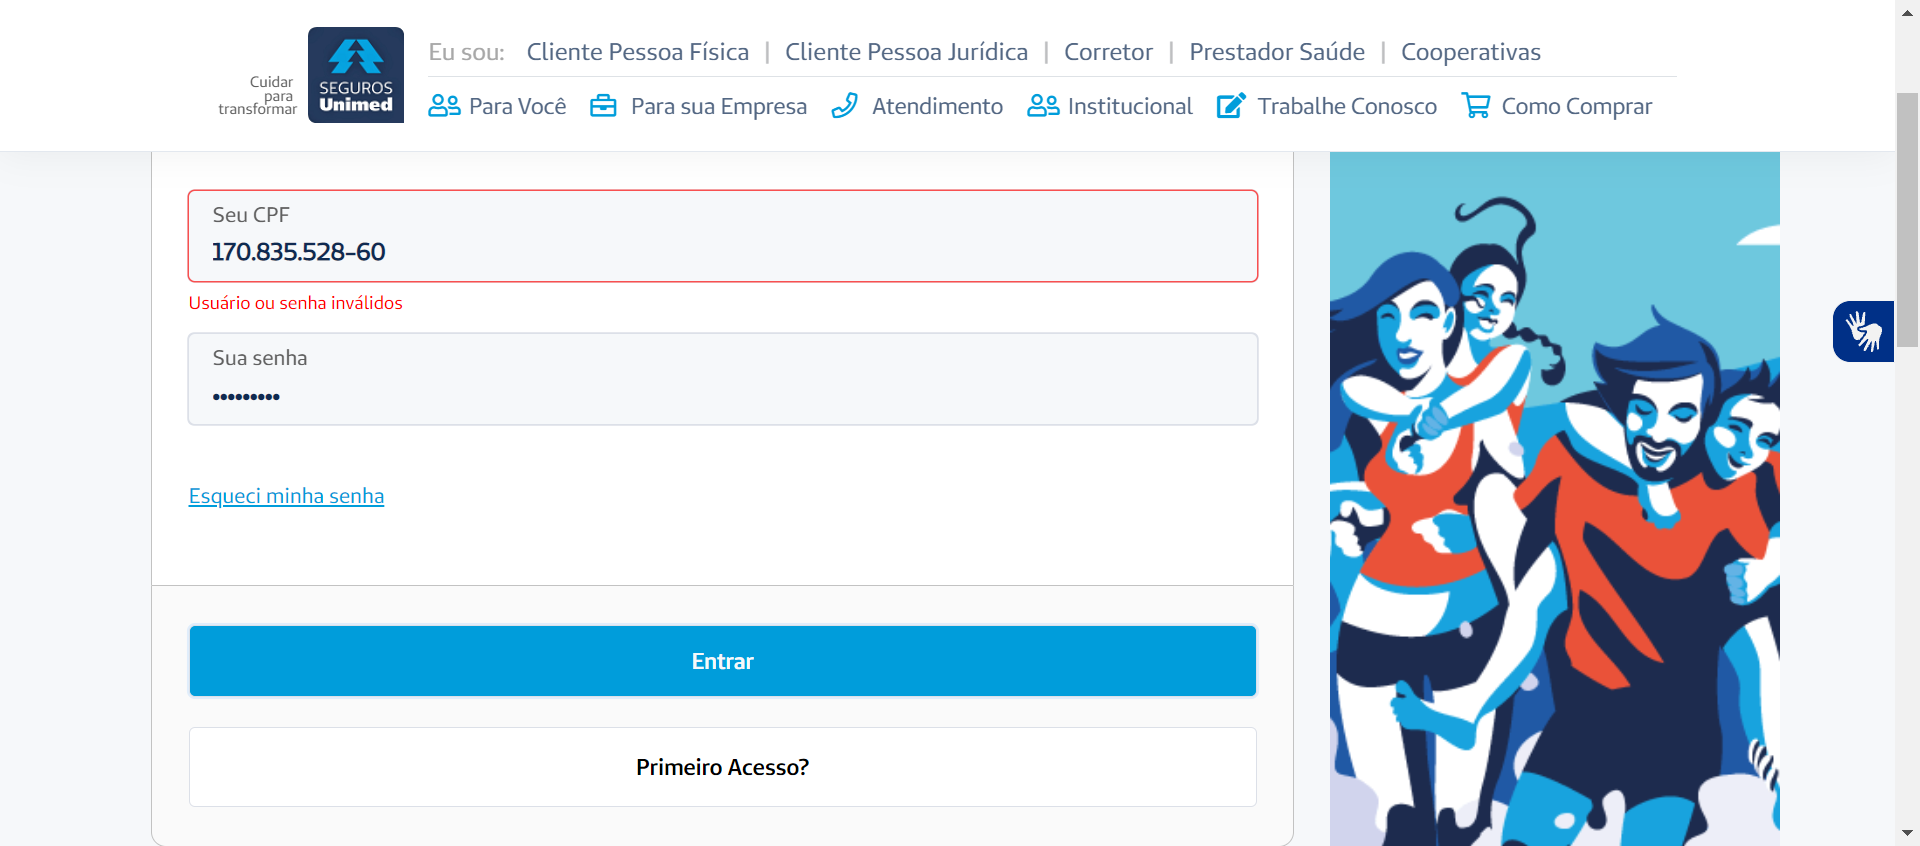 Cuidar
para
transformar
SEGUROS
Unimed
Eu sou: Cliente Pessoa Física | Cliente Pessoa Jurídica | Corretor | Prestador Saúde | Cooperativas
Para Você Para sua Empresa Atendimento Institucional Trabalhe Conosco Como Comprar
Seu CPF
170.835.528-60
Usuário ou senha inválidos
Sua senha
•••••••••
Esqueci minha senha
Entrar
Primeiro Acesso?